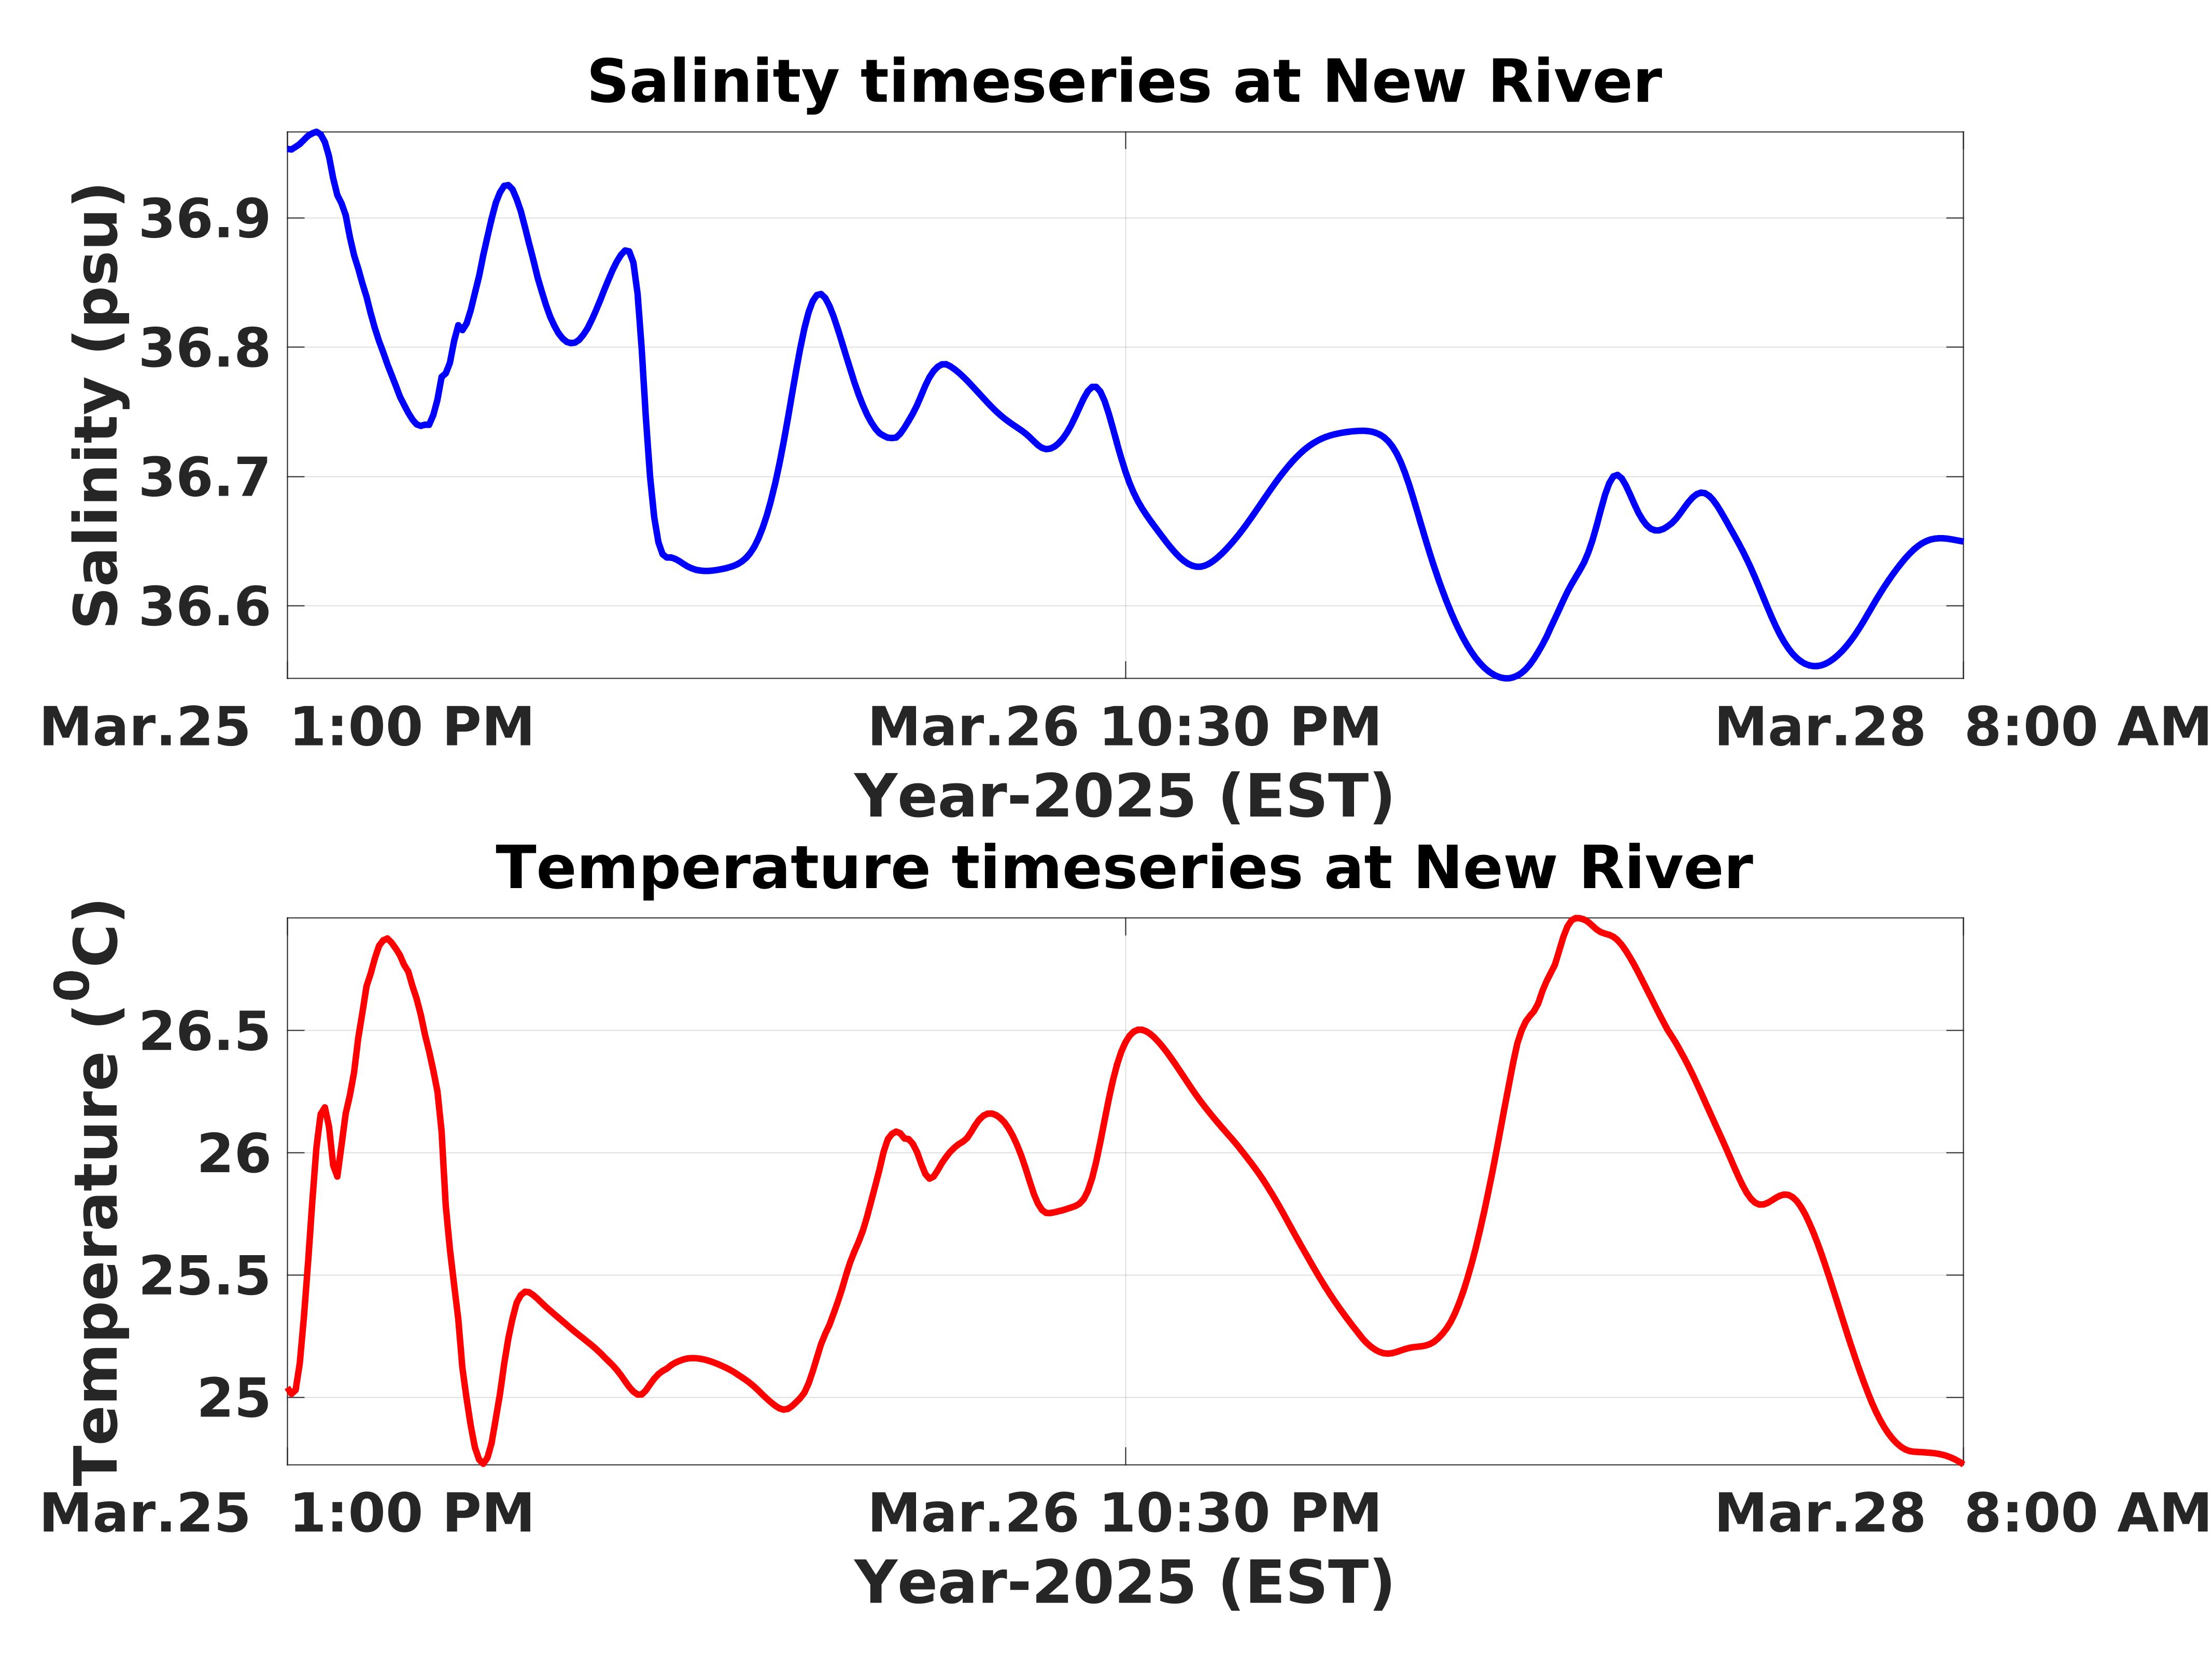 Salinity timeseries at New River
Salinity (psu)
36.9
36.8
36.7
36.6
Mar.25  1:00 PM
Mar.26 10:30 PM
Mar.28  8:00 AM
Year-2025 (EST)
Temperature timeseries at New River
Temperature (⁰C)
26.5
26
25.5
25
Mar.25  1:00 PM
Mar.26 10:30 PM
Mar.28  8:00 AM
Year-2025 (EST)